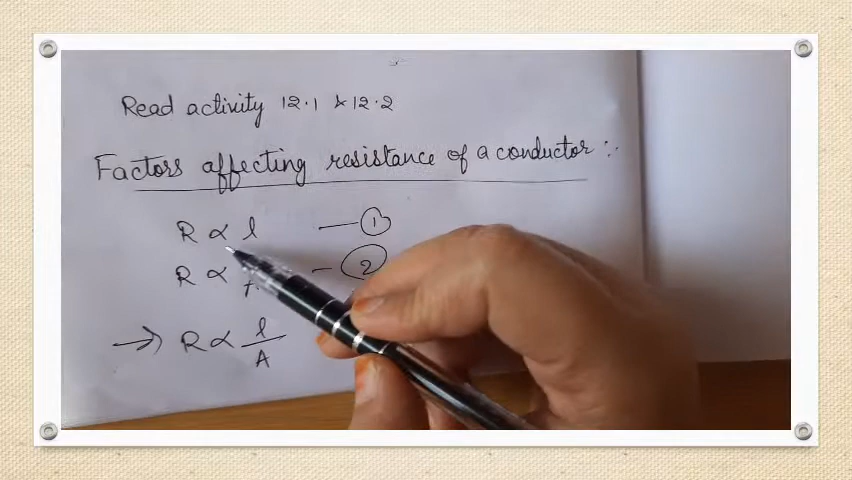 Read activity 12.1 & 12.2
Factors affecting resistance of a conductor :-
R ∝ l —①
R ∝ - ②
→ R ∝ l/A